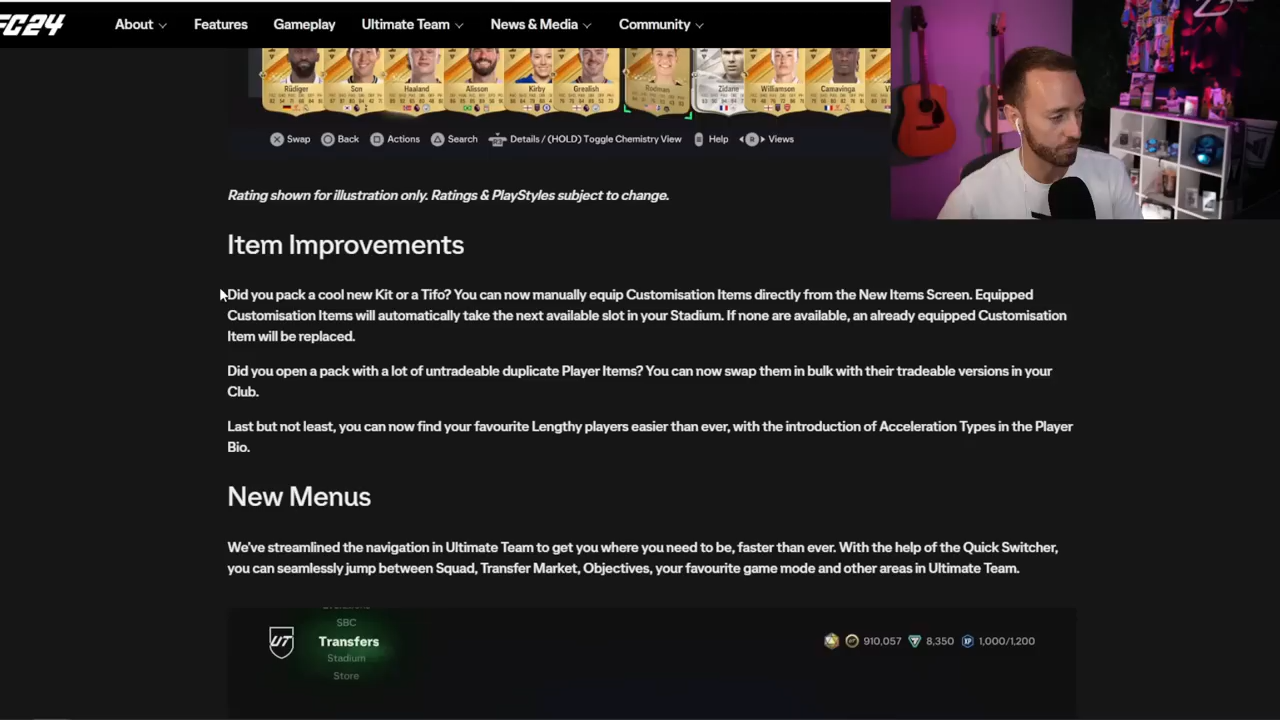 FC24 About Features Gameplay Ultimate Team News & Media Community
Rüdiger Son Haaland Alisson Kirby Grealish Rodman Zidane Williamson Camavinga
Swap Back Actions Search Details / (HOLD) Toggle Chemistry View Help Views
Rating shown for illustration only. Ratings & PlayStyles subject to change.
Item Improvements
Did you pack a cool new Kit or a Tifo? You can now manually equip Customisation Items directly from the New Items Screen. Equipped
Customisation Items will automatically take the next available slot in your Stadium. If none are available, an already equipped Customisation
Item will be replaced.
Did you open a pack with a lot of untradeable duplicate Player Items? You can now swap them in bulk with their tradeable versions in your
Club.
Last but not least, you can now find your favourite Lengthy players easier than ever, with the introduction of Acceleration Types in the Player
Bio.
New Menus
We've streamlined the navigation in Ultimate Team to get you where you need to be, faster than ever. With the help of the Quick Switcher,
you can seamlessly jump between Squad, Transfer Market, Objectives, your favourite game mode and other areas in Ultimate Team.
SBC
UT Transfers 910,057 8,350 1,000/1,200
Stadium
Store